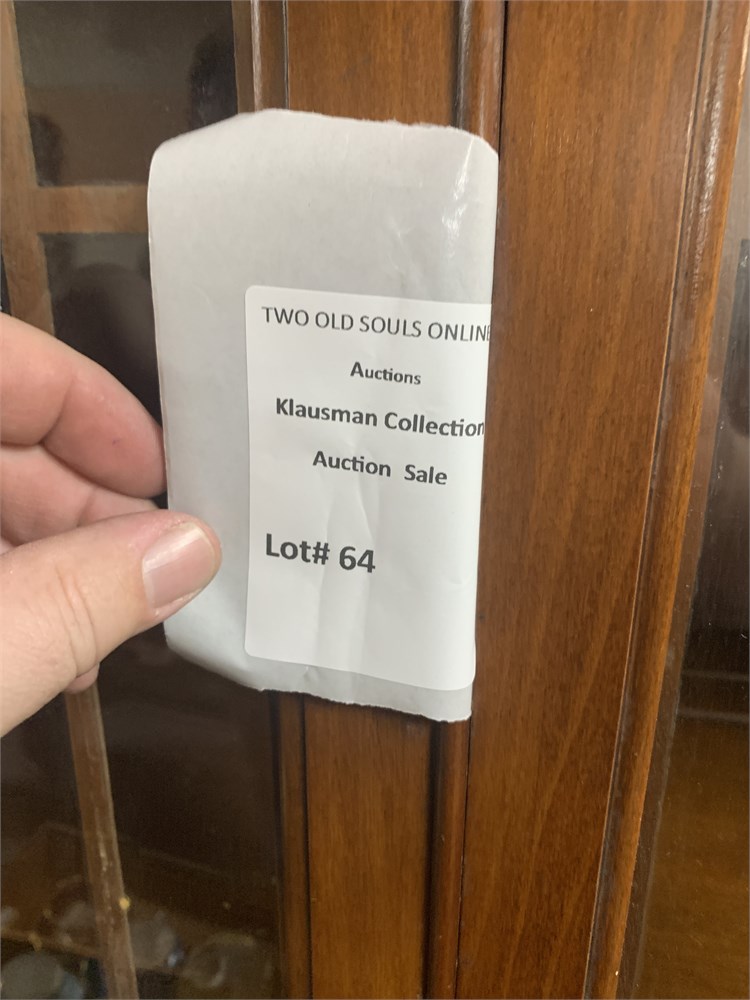 TWO OLD SOULS ONLINE
Auctions
Klausman Collection
Auction Sale
Lot# 64